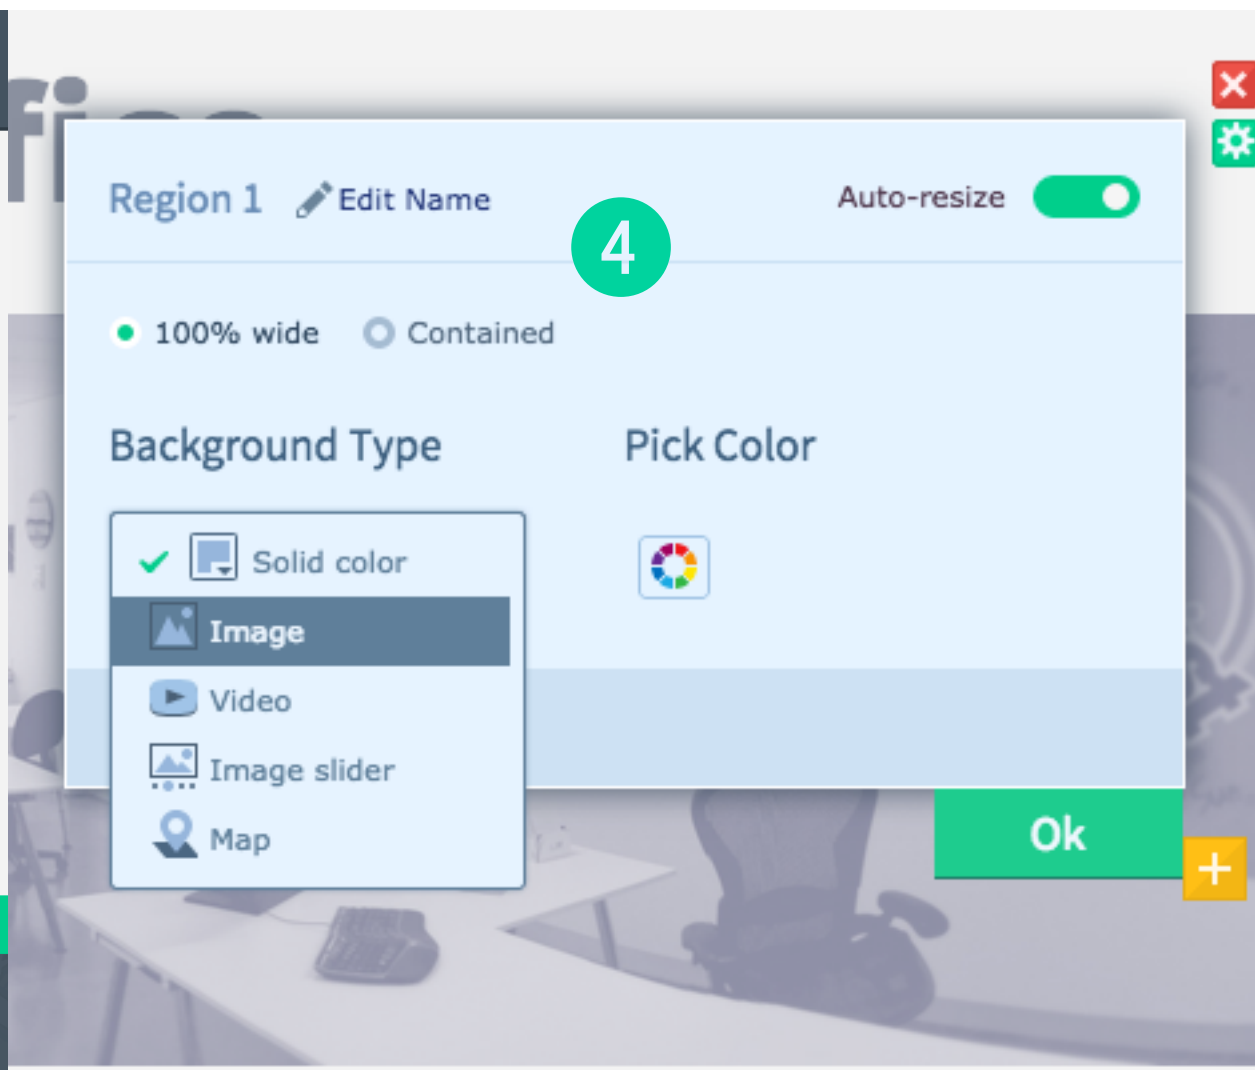 Region 1 Edit Name Auto-resize
4
100% wide Contained
Background Type Pick Color
Solid color
Image
Video
Image slider
Map
Ok